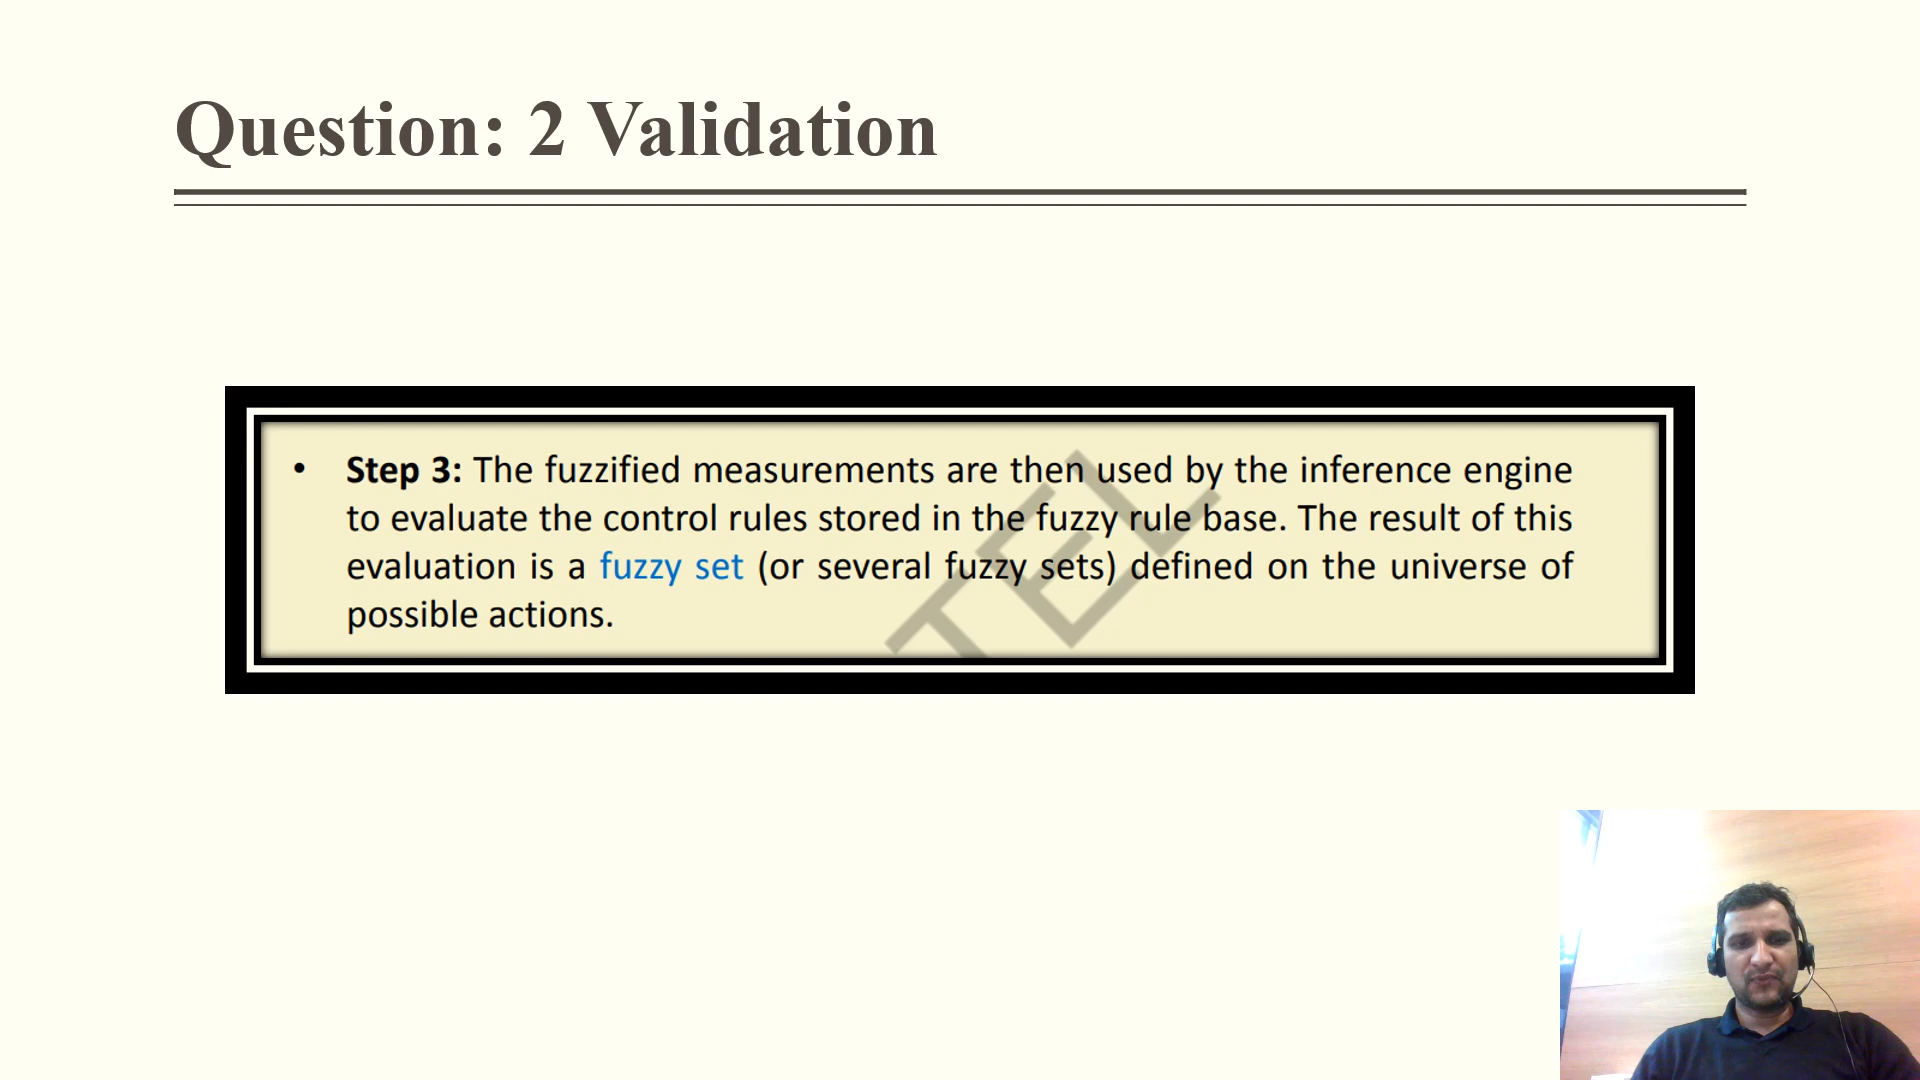 Question: 2 Validation
• Step 3: The fuzzified measurements are then used by the inference engine
to evaluate the control rules stored in the fuzzy rule base. The result of this
evaluation is a fuzzy set (or several fuzzy sets) defined on the universe of
possible actions.
TEL